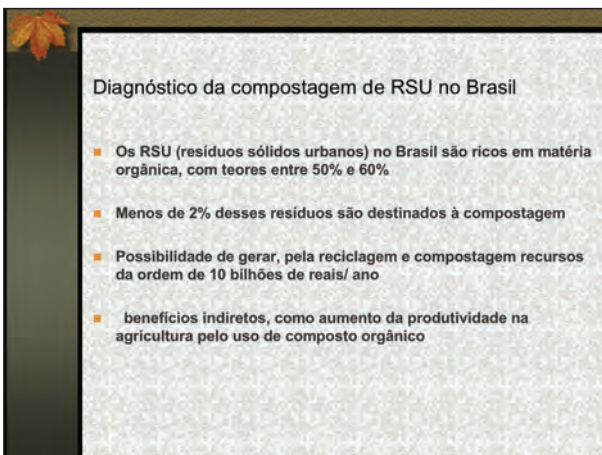 Diagnóstico da compostagem de RSU no Brasil
Os RSU (resíduos sólidos urbanos) no Brasil são ricos em matéria
orgânica, com teores entre 50% e 60%
Menos de 2% desses resíduos são destinados à compostagem
Possibilidade de gerar, pela reciclagem e compostagem recursos
da ordem de 10 bilhões de reais/ ano
benefícios indiretos, como aumento da produtividade na
agricultura pelo uso de composto orgânico